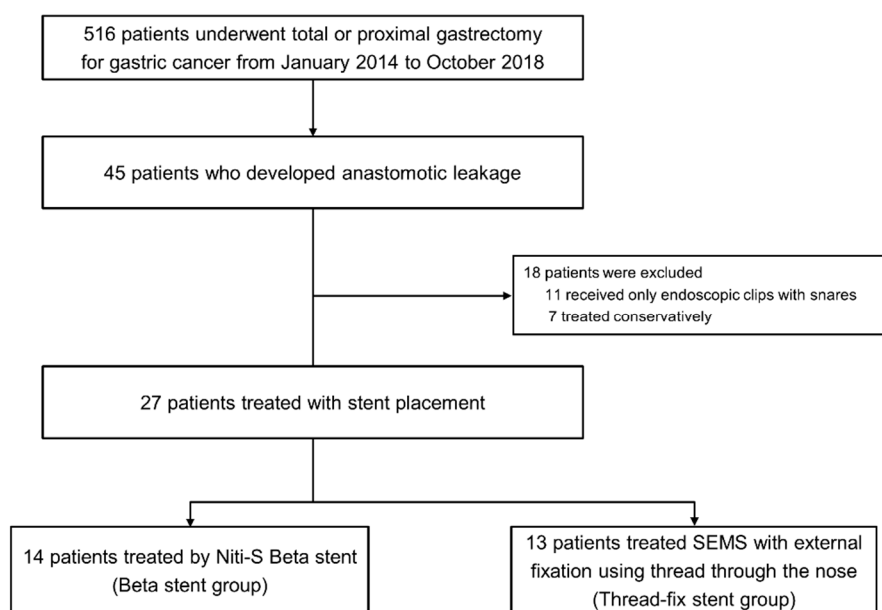 516 patients underwent total or proximal gastrectomy
for gastric cancer from January 2014 to October 2018
45 patients who developed anastomotic leakage
18 patients were excluded
11 received only endoscopic clips with snares
7 treated conservatively
27 patients treated with stent placement
14 patients treated by Niti-S Beta stent
(Beta stent group)
13 patients treated SEMS with external
fixation using thread through the nose
(Thread-fix stent group)